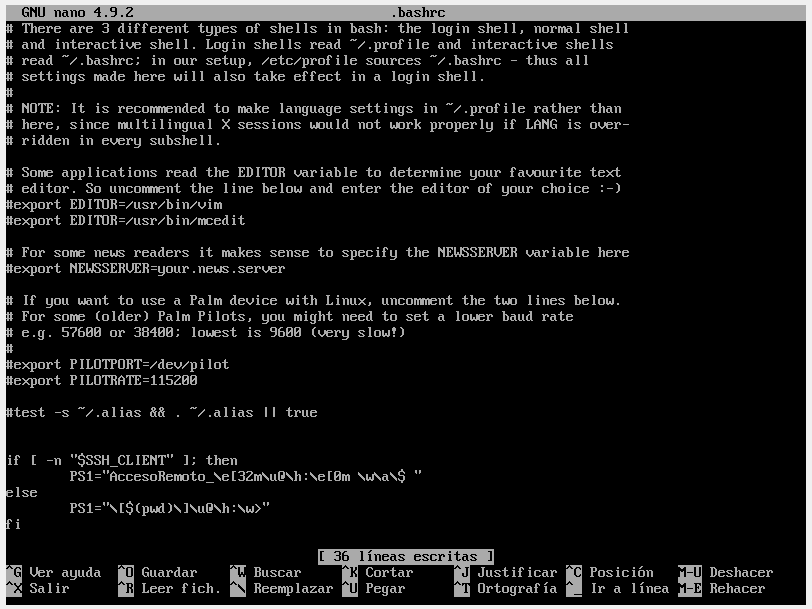 GNU nano 4.9.2 .bashrc
# There are 3 different types of shells in bash: the login shell, normal shell
# and interactive shell. Login shells read ~/.profile and interactive shells
# read ~/.bashrc; in our setup, /etc/profile sources ~/.bashrc - thus all
# settings made here will also take effect in a login shell.
#
# NOTE: It is recommended to make language settings in ~/.profile rather than
# here, since multilingual X sessions would not work properly if LANG is over-
# ridden in every subshell.

# Some applications read the EDITOR variable to determine your favourite text
# editor. So uncomment the line below and enter the editor of your choice :-)
#export EDITOR=/usr/bin/vim
#export EDITOR=/usr/bin/mcedit

# For some news readers it makes sense to specify the NEWSSERVER variable here
#export NEWSSERVER=your.news.server

# If you want to use a Palm device with Linux, uncomment the two lines below.
# For some (older) Palm Pilots, you might need to set a lower baud rate
# e.g. 57600 or 38400; lowest is 9600 (very slow!)
#
#export PILOTPORT=/dev/pilot
#export PILOTRATE=115200

#test -s ~/.alias && . ~/.alias || true

if [ -n "$SSH_CLIENT" ]; then
        PS1="AccesoRemoto_\e[32m\u@\h:\e[0m \w\a\$ "
else
        PS1="\[$(pwd)\]\u@\h:\w>"
fi

[ 36 líneas escritas ]
^G Ver ayuda ^O Guardar ^W Buscar ^K Cortar ^J Justificar ^C Posición M-U Deshacer
^X Salir ^R Leer fich. ^\ Reemplazar ^U Pegar ^T Ortografía ^_ Ir a línea M-E Rehacer